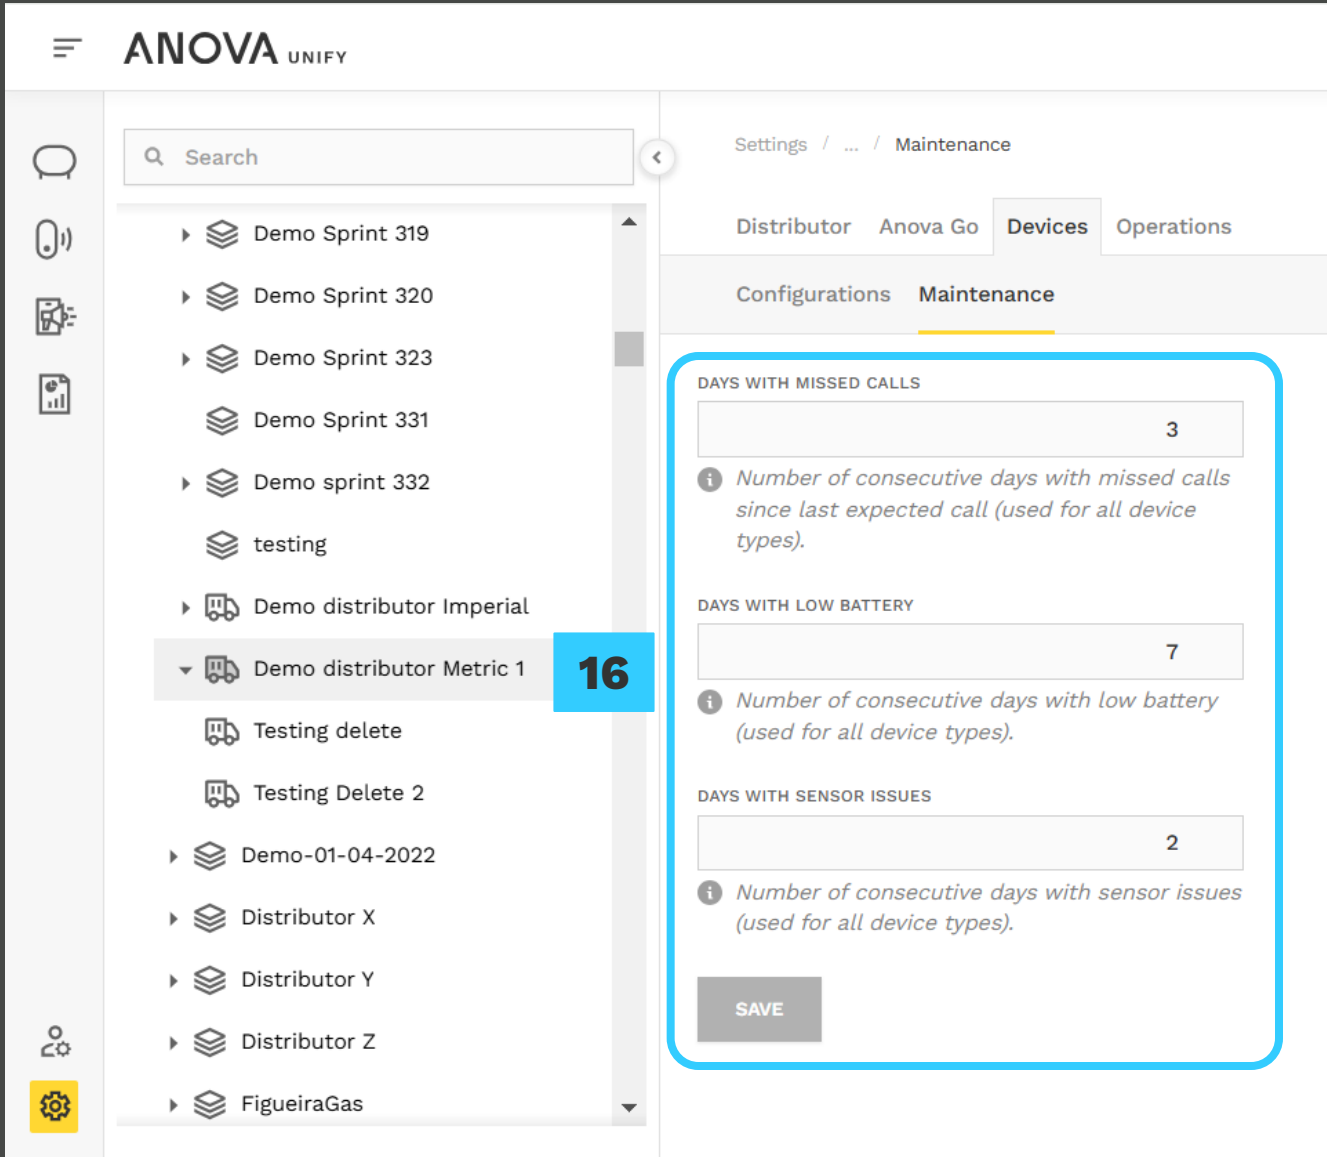 ANOVA UNIFY
Search
Demo Sprint 319
Demo Sprint 320
Demo Sprint 323
Demo Sprint 331
Demo sprint 332
testing
Demo distributor Imperial
Demo distributor Metric 1
16
Testing delete
Testing Delete 2
Demo-01-04-2022
Distributor X
Distributor Y
Distributor Z
FigueiraGas
Settings / ... / Maintenance
Distributor Anova Go Devices Operations
Configurations Maintenance
DAYS WITH MISSED CALLS
3
Number of consecutive days with missed calls
since last expected call (used for all device
types).
DAYS WITH LOW BATTERY
7
Number of consecutive days with low battery
(used for all device types).
DAYS WITH SENSOR ISSUES
2
Number of consecutive days with sensor issues
(used for all device types).
SAVE